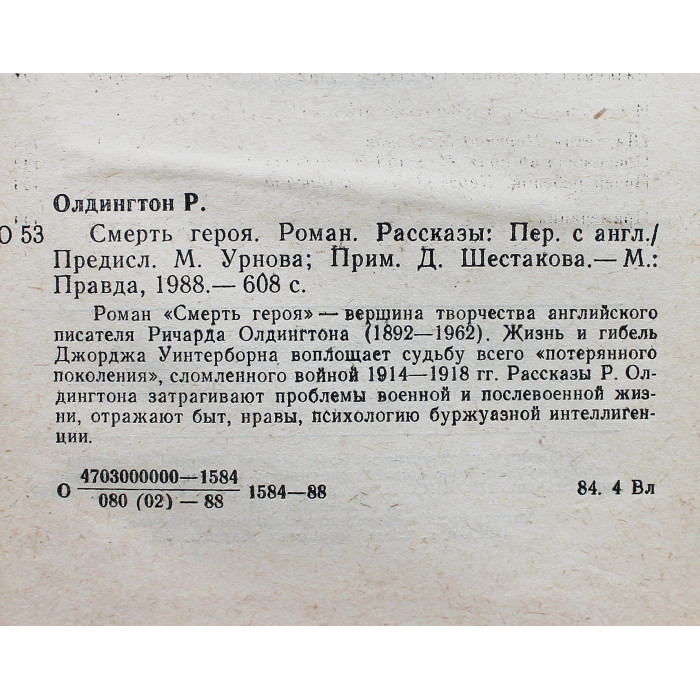 Олдингтон Р.
О 53 Смерть героя. Роман. Рассказы: Пер. с англ./
Предисл. М. Урнова; Прим. Д. Шестакова.— М.:
Правда, 1988.— 608 с.
Роман «Смерть героя» — вершина творчества английского
писателя Ричарда Олдингтона (1892—1962). Жизнь и гибель
Джорджа Уинтерборна воплощает судьбу всего «потерянного
поколения», сломленного войной 1914—1918 гг. Рассказы Р. Ол-
дингтона затрагивают проблемы военной и послевоенной жиз-
ни, отражают быт, нравы, психологию буржуазной интеллиген-
ции.
4703000000—1584
О 1584—88 84. 4 Вл
080 (02) — 88